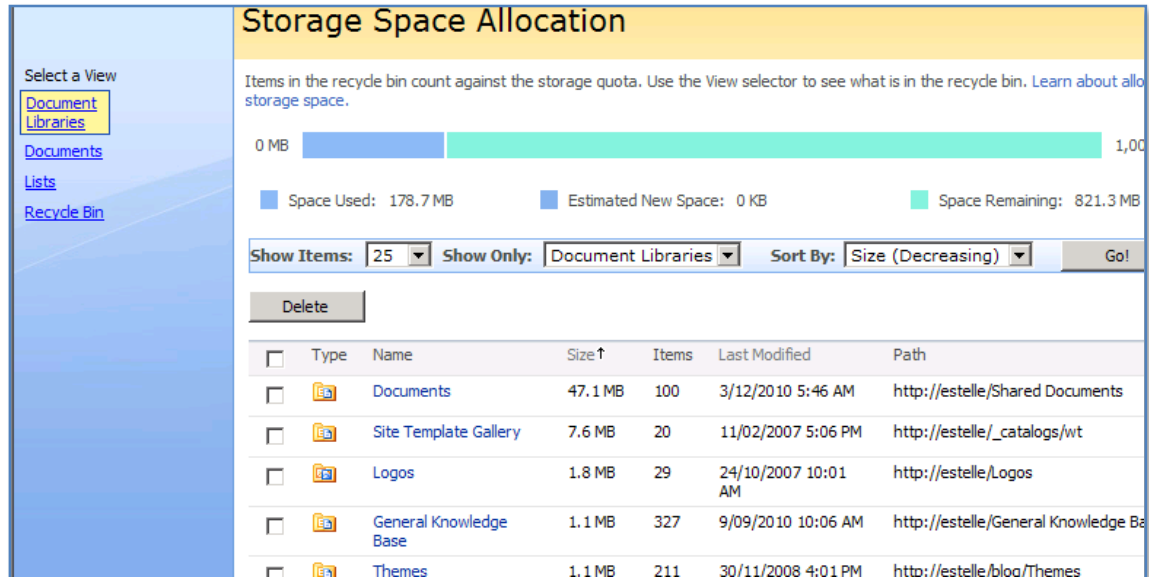 Storage Space Allocation
Select a View
Document
Libraries
Documents
Lists
Recycle Bin
Items in the recycle bin count against the storage quota. Use the View selector to see what is in the recycle bin. Learn about allo
storage space.
0 MB 1,00
Space Used: 178.7 MB Estimated New Space: 0 KB Space Remaining: 821.3 MB
Show Items: 25 Show Only: Document Libraries Sort By: Size (Decreasing) Go!
Delete
Type Name Size↑ Items Last Modified Path
Documents 47.1 MB 100 3/12/2010 5:46 AM http://estelle/Shared Documents
Site Template Gallery 7.6 MB 20 11/02/2007 5:06 PM http://estelle/_catalogs/wt
Logos 1.8 MB 29 24/10/2007 10:01 http://estelle/Logos
AM
General Knowledge 1.1 MB 327 9/09/2010 10:06 AM http://estelle/General Knowledge Ba
Base
Themes 1.1 MB 211 30/11/2008 4:01 PM http://estelle/blog/Themes